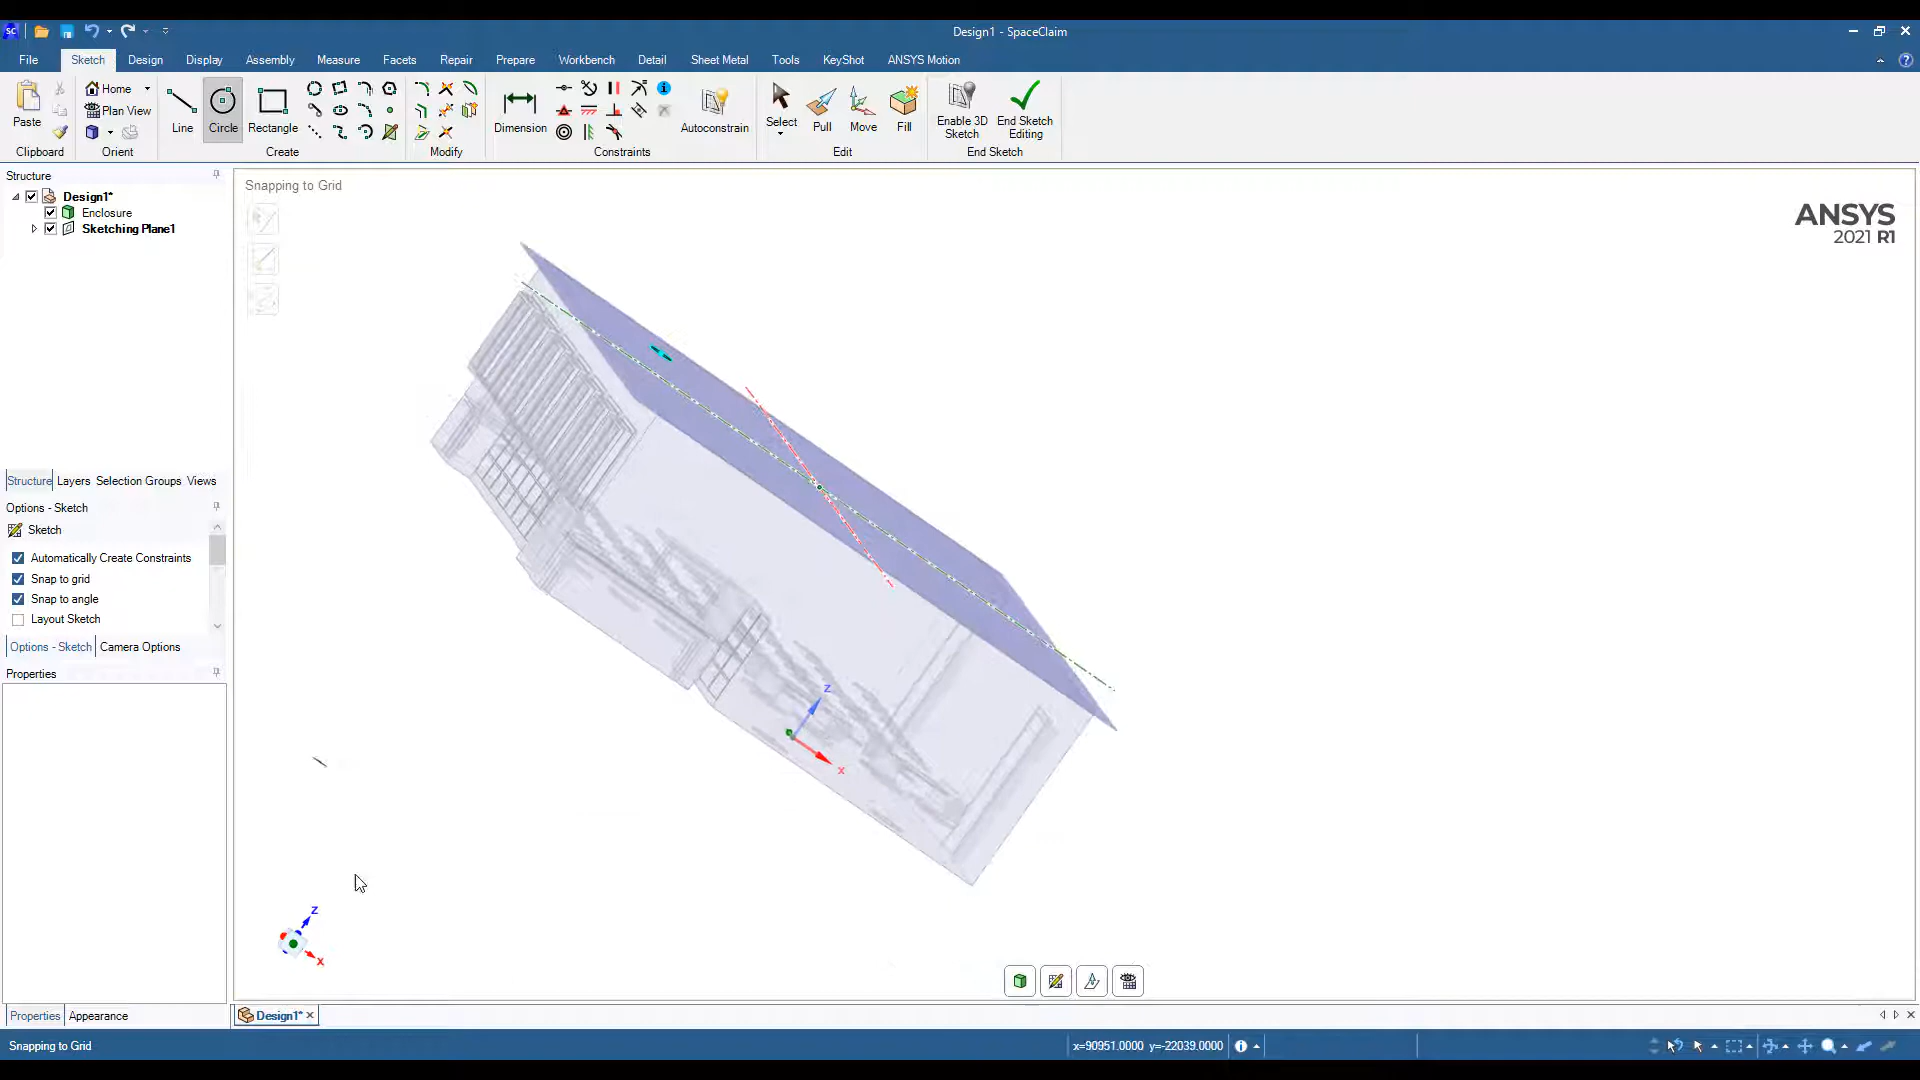 SC
Design1 - SpaceClaim
File Sketch Design Display Assembly Measure Facets Repair Prepare Workbench Detail Sheet Metal Tools KeyShot ANSYS Motion
Paste
Home
Plan View
Line Circle Rectangle
Dimension
Autoconstrain
Select Pull Move Fill
Enable 3D Sketch
End Sketch Editing
Clipboard Orient Create Modify Constraints Edit End Sketch
Structure
Design1*
Enclosure
Sketching Plane1
Structure Layers Selection Groups Views
Options - Sketch
Sketch
Automatically Create Constraints
Snap to grid
Snap to angle
Layout Sketch
Options - Sketch Camera Options
Properties
Properties Appearance
Snapping to Grid
ANSYS
2021 R1
z
x
z
x
Design1*
Snapping to Grid
x=90951.0000 y=-22039.0000